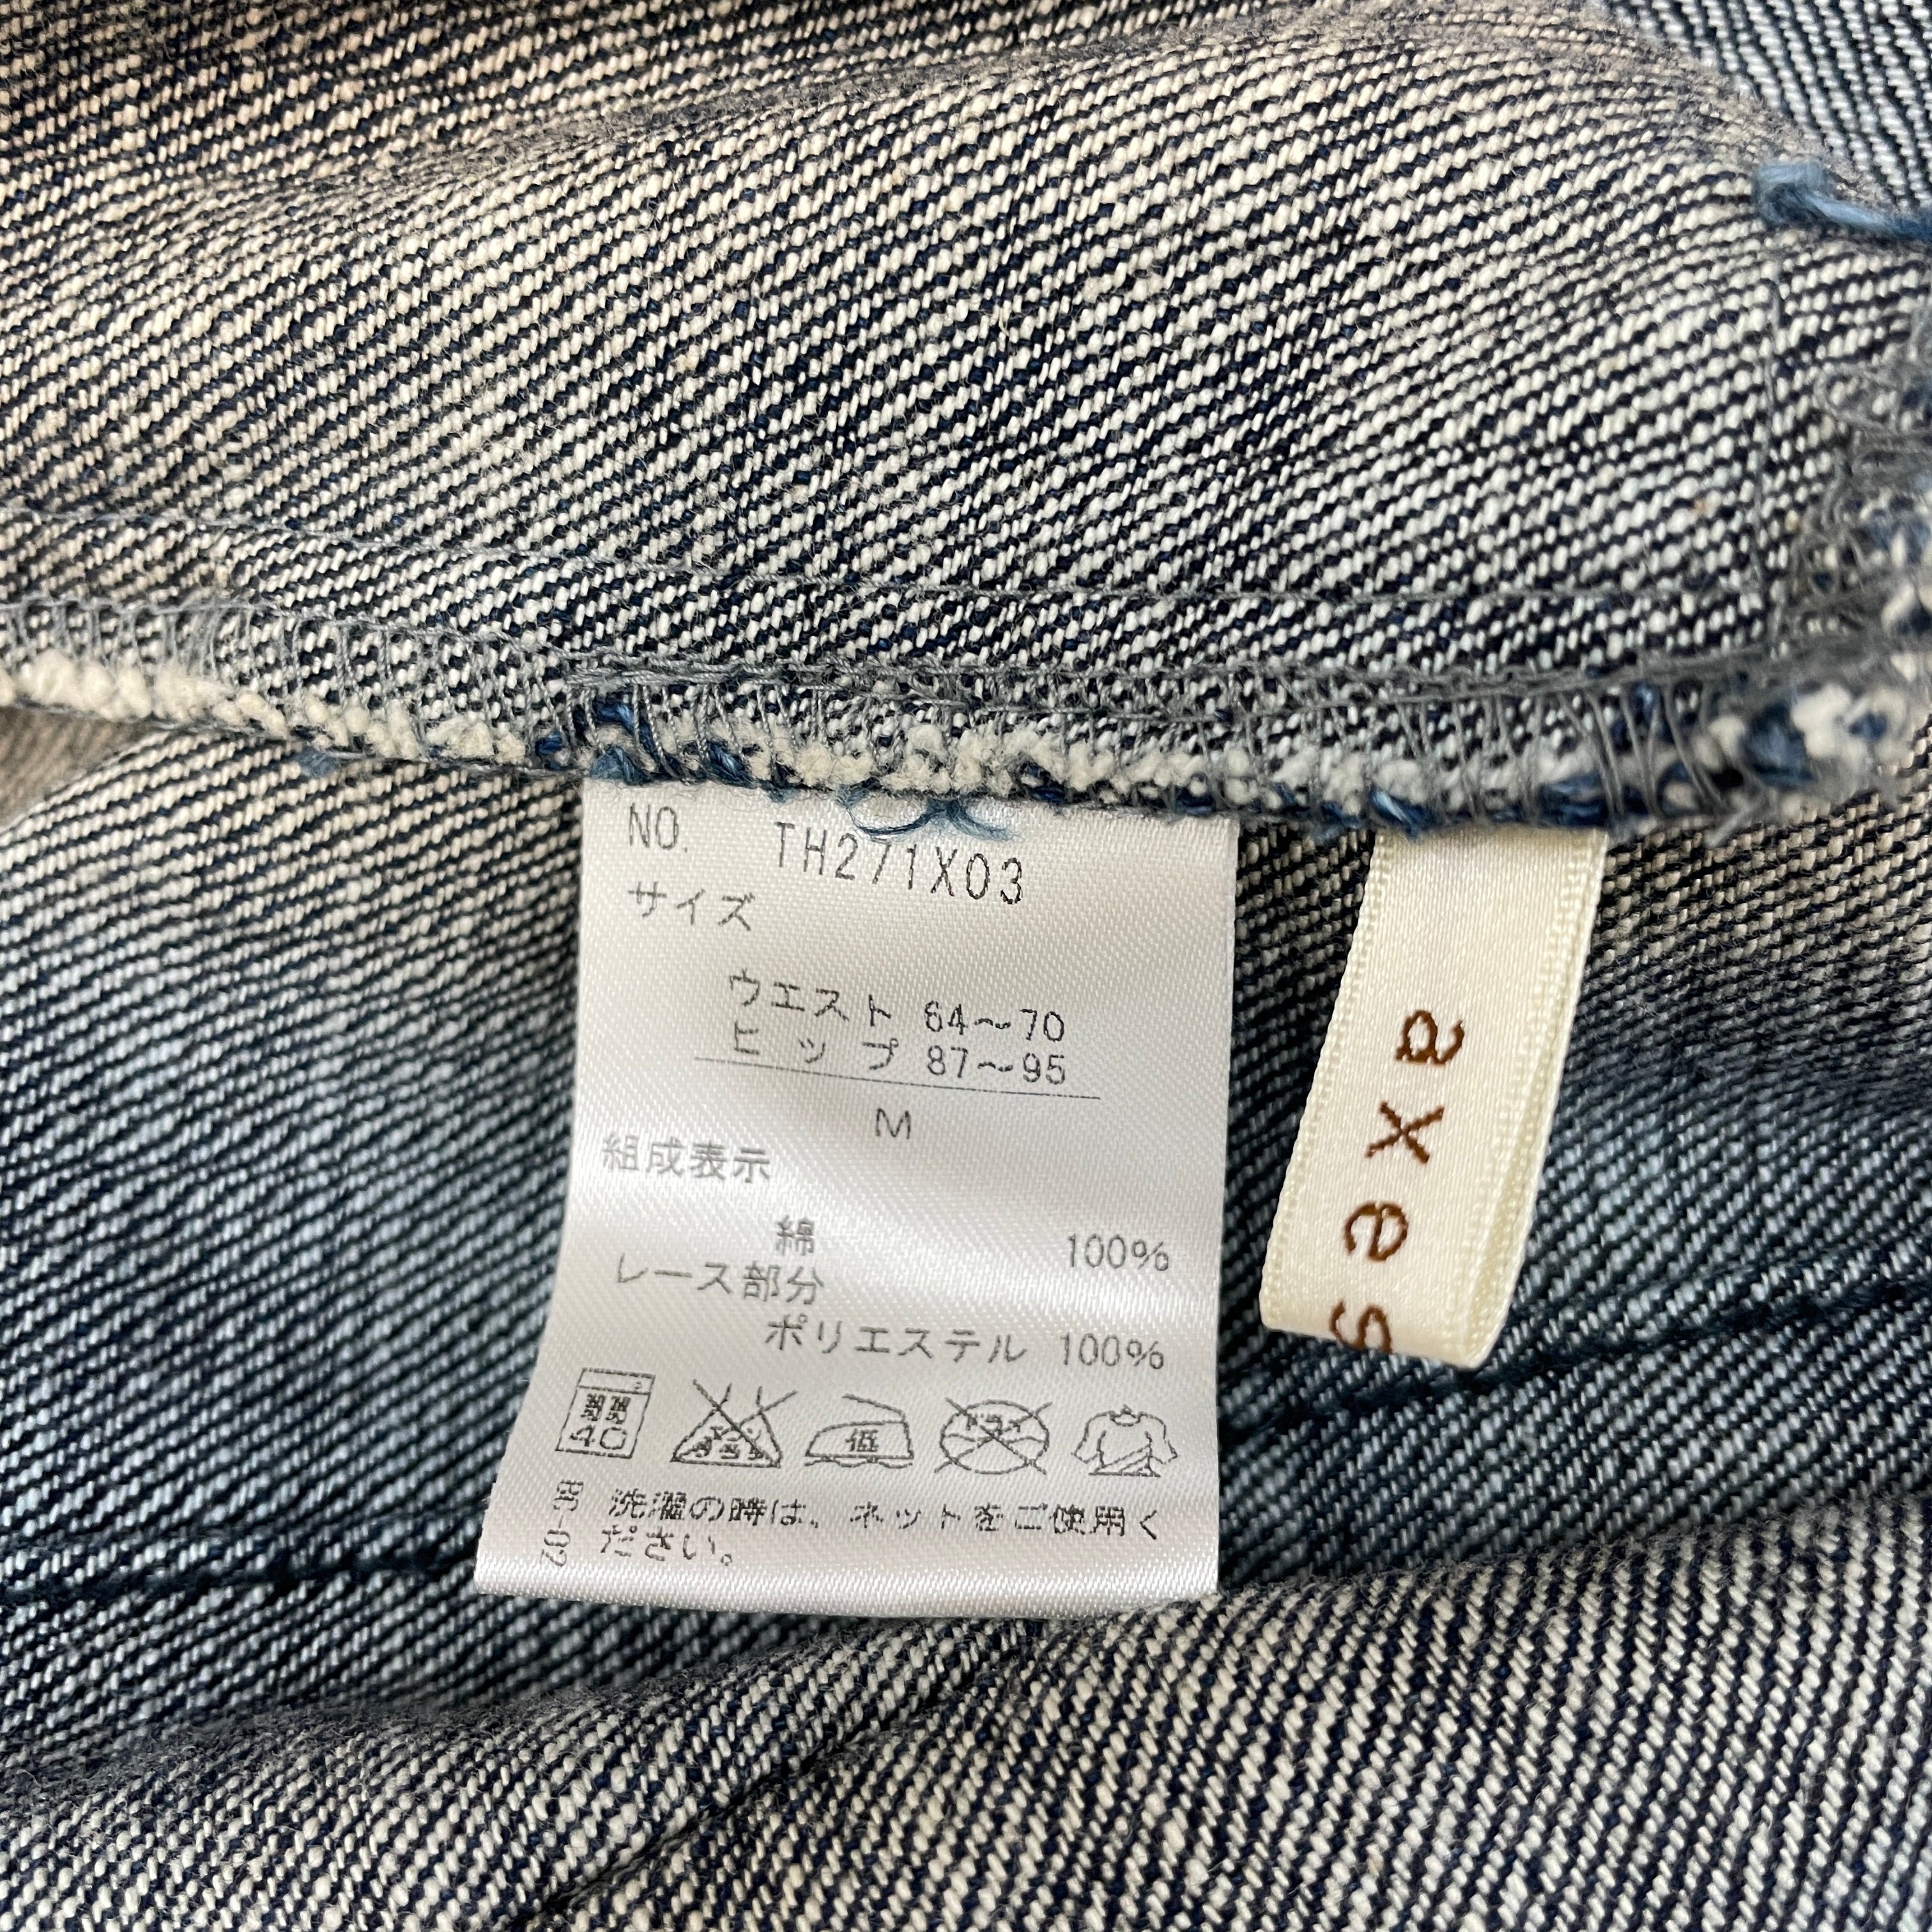 NO. TH271X03
サイズ
ウエスト 64～70
ヒップ 87～95
M
組成表示
綿 100%
レース部分
ポリエステル 100%
40
低
洗濯の時は、ネットをご使用く
ださい。
axes